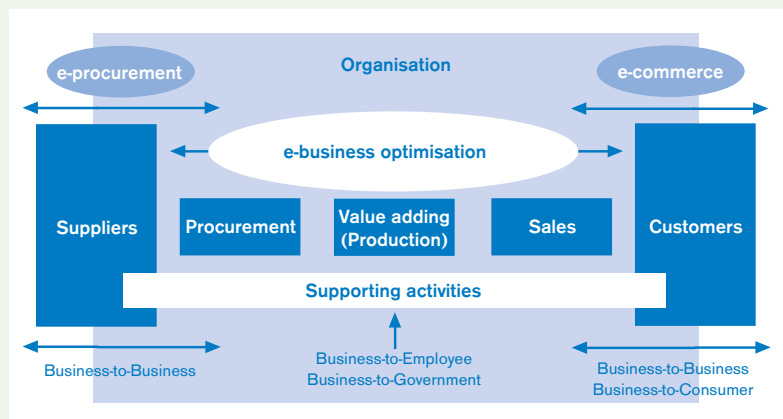 e-procurement
Organisation
e-commerce
e-business optimisation
Suppliers
Procurement
Value adding
(Production)
Sales
Customers
Supporting activities
Business-to-Business
Business-to-Employee
Business-to-Government
Business-to-Business
Business-to-Consumer